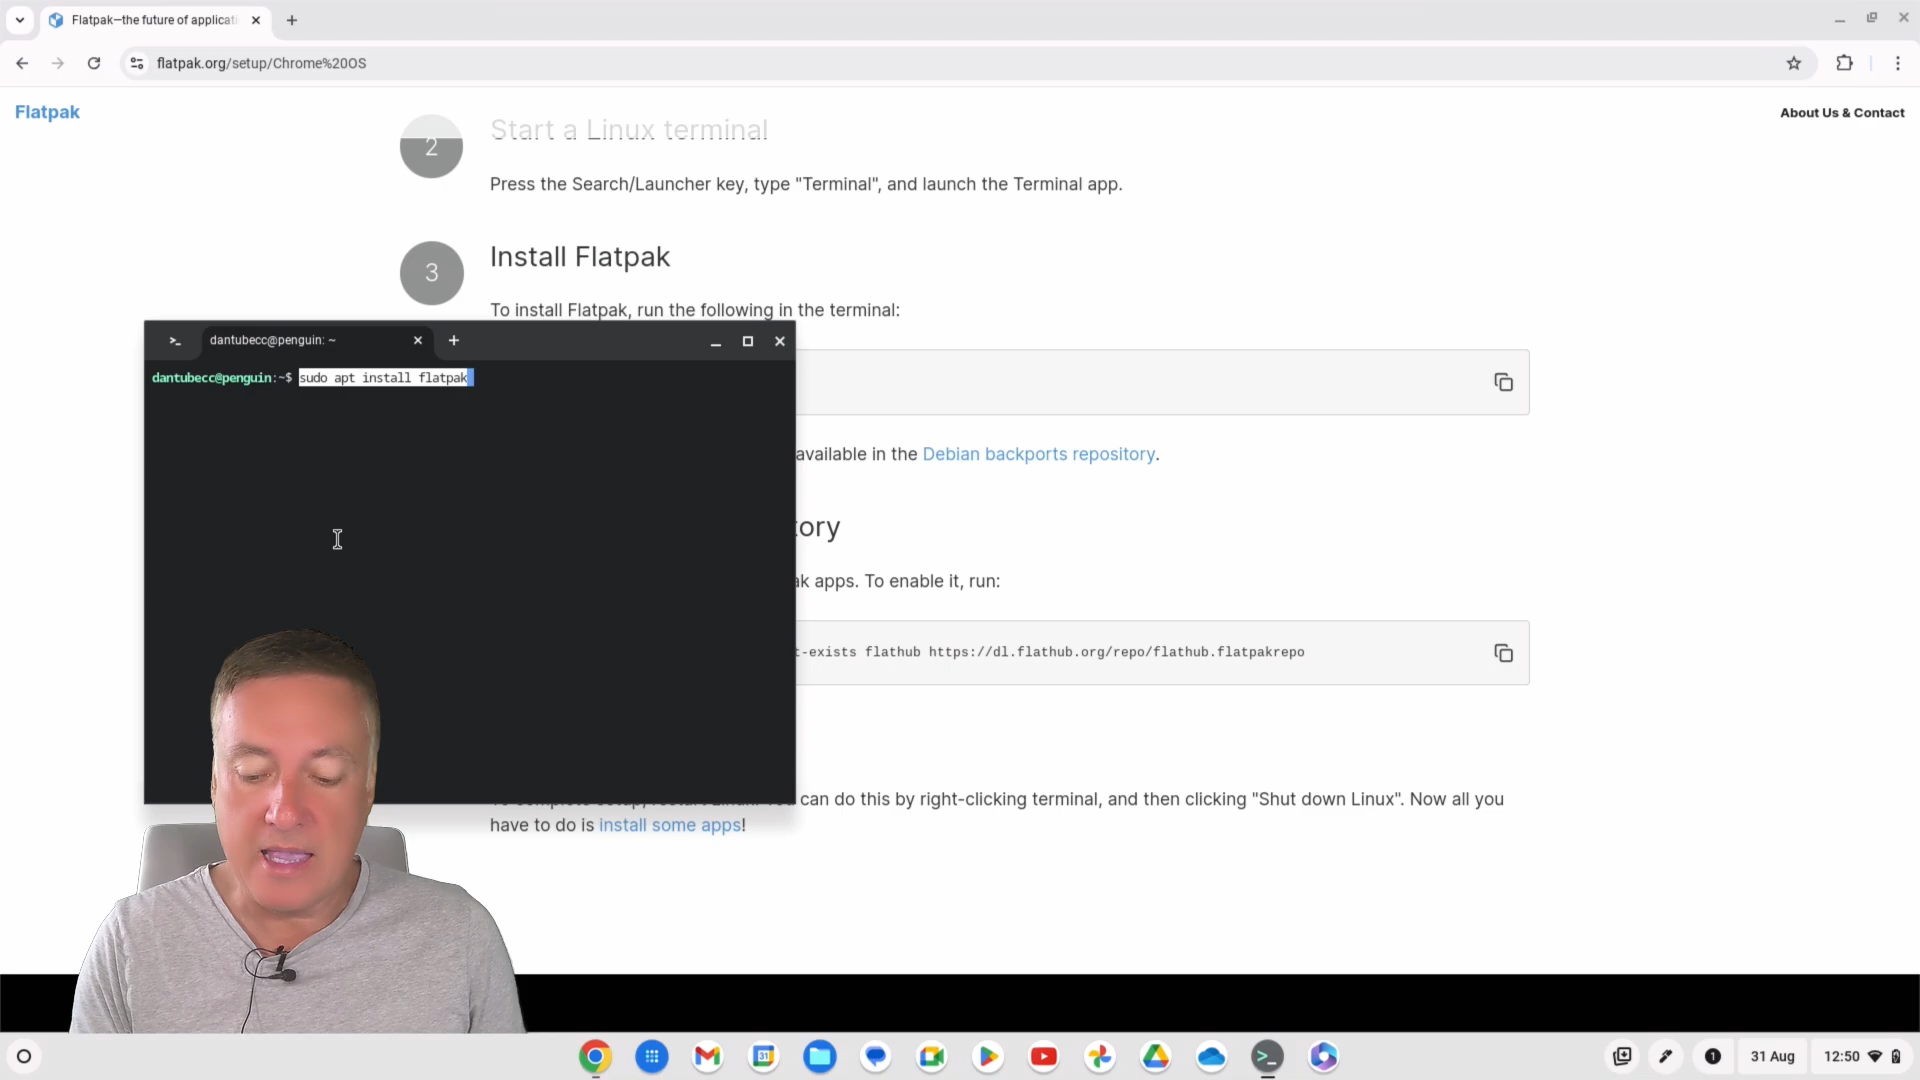 Flatpak—the future of applicati
flatpak.org/setup/Chrome%20OS
Flatpak
About Us & Contact
2
Start a Linux terminal
Press the Search/Launcher key, type "Terminal", and launch the Terminal app.
3
Install Flatpak
To install Flatpak, run the following in the terminal:
>_
dantubecc@penguin: ~
dantubecc@penguin:~$ sudo apt install flatpak
available in the Debian backports repository.
tory
ak apps. To enable it, run:
t-exists flathub https://dl.flathub.org/repo/flathub.flatpakrepo
can do this by right-clicking terminal, and then clicking "Shut down Linux". Now all you
have to do is install some apps!
31
>_
1
31 Aug
12:50